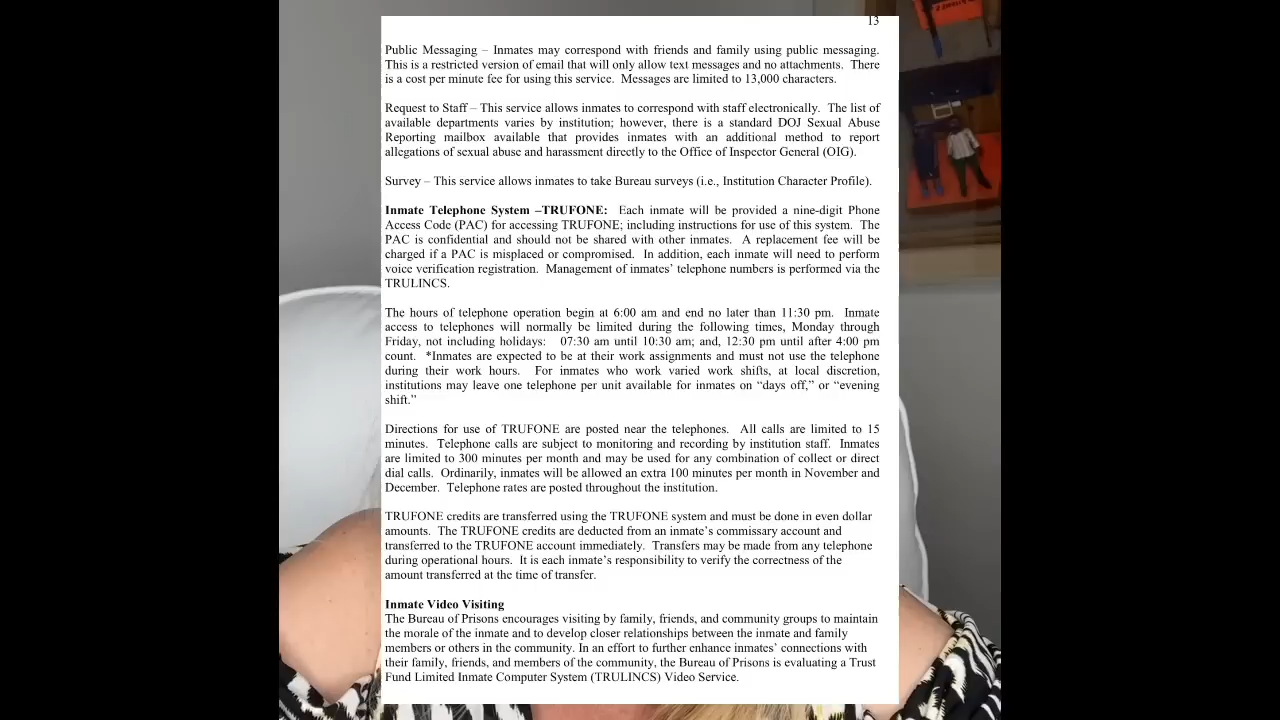 13
Public Messaging – Inmates may correspond with friends and family using public messaging.
This is a restricted version of email that will only allow text messages and no attachments. There
is a cost per minute fee for using this service. Messages are limited to 13,000 characters.
Request to Staff – This service allows inmates to correspond with staff electronically. The list of
available departments varies by institution; however, there is a standard DOJ Sexual Abuse
Reporting mailbox available that provides inmates with an additional method to report
allegations of sexual abuse and harassment directly to the Office of Inspector General (OIG).
Survey – This service allows inmates to take Bureau surveys (i.e., Institution Character Profile).
Inmate Telephone System –TRUFONE: Each inmate will be provided a nine-digit Phone
Access Code (PAC) for accessing TRUFONE; including instructions for use of this system. The
PAC is confidential and should not be shared with other inmates. A replacement fee will be
charged if a PAC is misplaced or compromised. In addition, each inmate will need to perform
voice verification registration. Management of inmates’ telephone numbers is performed via the
TRULINCS.
The hours of telephone operation begin at 6:00 am and end no later than 11:30 pm. Inmate
access to telephones will normally be limited during the following times, Monday through
Friday, not including holidays: 07:30 am until 10:30 am; and, 12:30 pm until after 4:00 pm
count. *Inmates are expected to be at their work assignments and must not use the telephone
during their work hours. For inmates who work varied work shifts, at local discretion,
institutions may leave one telephone per unit available for inmates on “days off,” or “evening
shift.”
Directions for use of TRUFONE are posted near the telephones. All calls are limited to 15
minutes. Telephone calls are subject to monitoring and recording by institution staff. Inmates
are limited to 300 minutes per month and may be used for any combination of collect or direct
dial calls. Ordinarily, inmates will be allowed an extra 100 minutes per month in November and
December. Telephone rates are posted throughout the institution.
TRUFONE credits are transferred using the TRUFONE system and must be done in even dollar
amounts. The TRUFONE credits are deducted from an inmate’s commissary account and
transferred to the TRUFONE account immediately. Transfers may be made from any telephone
during operational hours. It is each inmate’s responsibility to verify the correctness of the
amount transferred at the time of transfer.
Inmate Video Visiting
The Bureau of Prisons encourages visiting by family, friends, and community groups to maintain
the morale of the inmate and to develop closer relationships between the inmate and family
members or others in the community. In an effort to further enhance inmates’ connections with
their family, friends, and members of the community, the Bureau of Prisons is evaluating a Trust
Fund Limited Inmate Computer System (TRULINCS) Video Service.